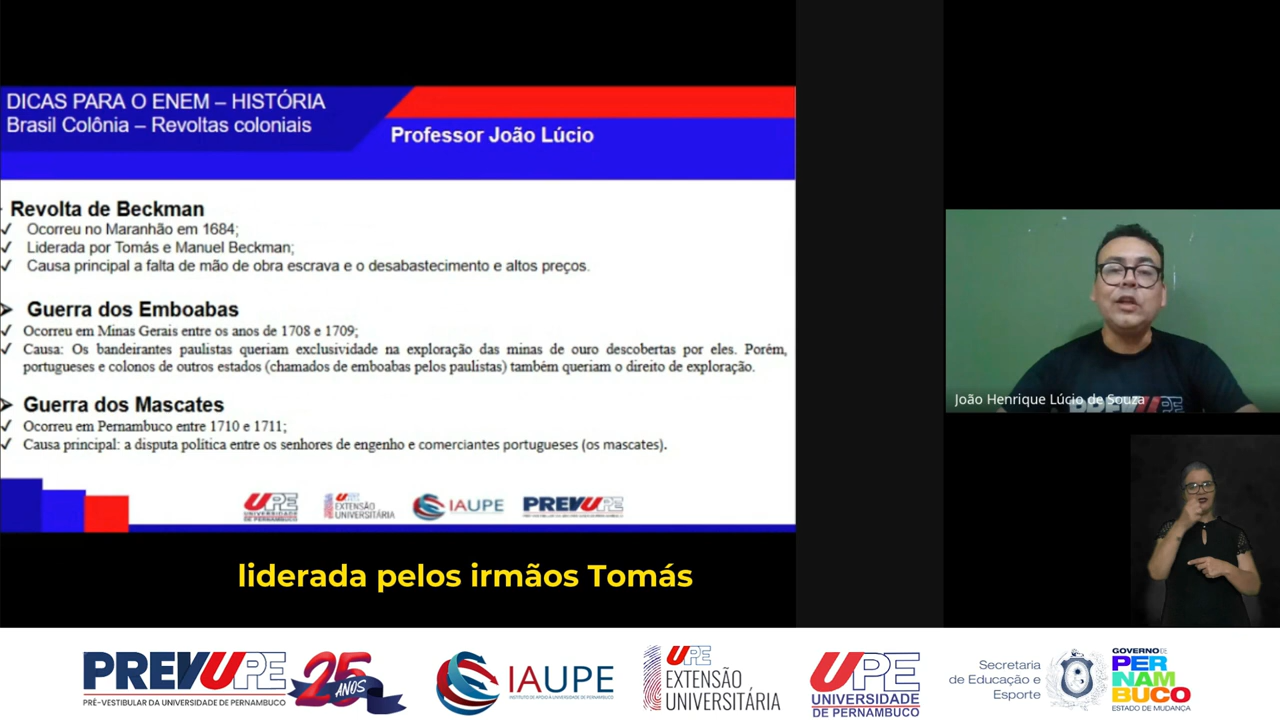 DICAS PARA O ENEM – HISTÓRIA
Brasil Colônia – Revoltas coloniais
Professor João Lúcio
Revolta de Beckman
✓ Ocorreu no Maranhão em 1684;
✓ Liderada por Tomás e Manuel Beckman;
✓ Causa principal a falta de mão de obra escrava e o desabastecimento e altos preços.
➢ Guerra dos Emboabas
✓ Ocorreu em Minas Gerais entre os anos de 1708 e 1709;
✓ Causa: Os bandeirantes paulistas queriam exclusividade na exploração das minas de ouro descobertas por eles. Porém,
portugueses e colonos de outros estados (chamados de emboabas pelos paulistas) também queriam o direito de exploração.
➢ Guerra dos Mascates
✓ Ocorreu em Pernambuco entre 1710 e 1711;
✓ Causa principal: a disputa política entre os senhores de engenho e comerciantes portugueses (os mascates).
UPE
UNIVERSIDADE
DE PERNAMBUCO
UPE
EXTENSÃO
UNIVERSITÁRIA
IAUPE
PREVUPE
João Henrique Lúcio de Souza
PREVUPE
liderada pelos irmãos Tomás
PREVUPE
PRÉ-VESTIBULAR DA UNIVERSIDADE DE PERNAMBUCO
25
ANOS
IAUPE
INSTITUTO DE APOIO À UNIVERSIDADE DE PERNAMBUCO
UPE
EXTENSÃO
UNIVERSITÁRIA
UPE
UNIVERSIDADE
DE PERNAMBUCO
Secretaria
de Educação e
Esporte
GOVERNO DE
PER
NAM
BUCO
ESTADO DE MUDANÇA